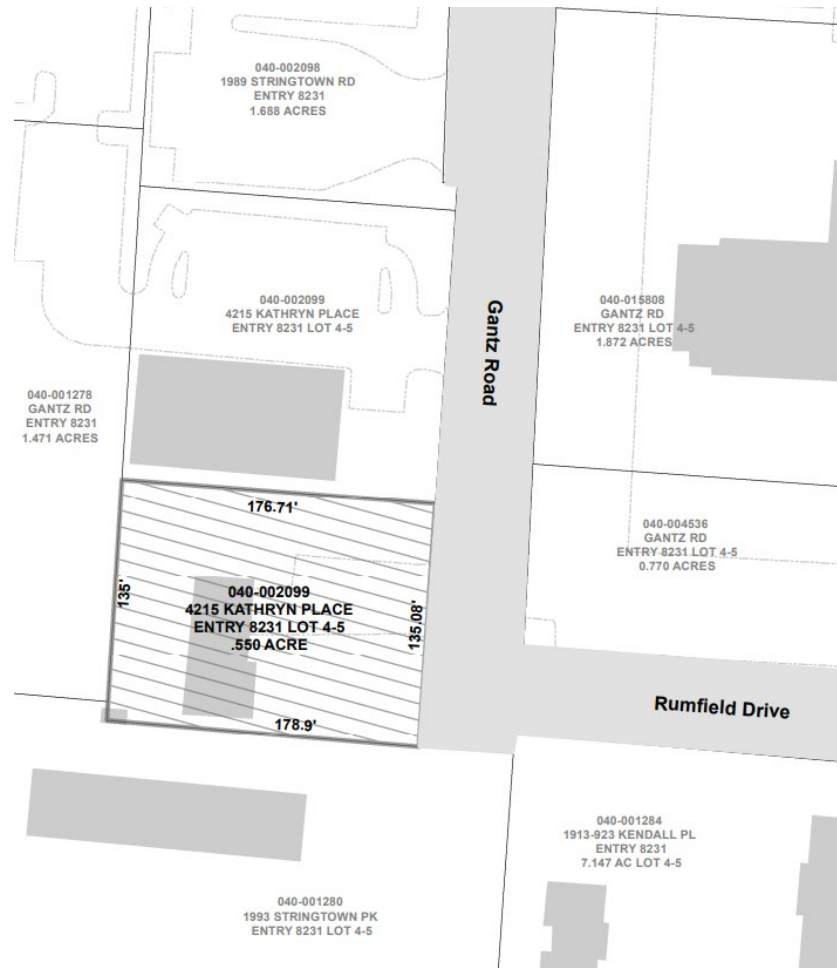 040-002098
1989 STRINGTOWN RD
ENTRY 8231
1.688 ACRES
040-002099
4215 KATHRYN PLACE
ENTRY 8231 LOT 4-5
Gantz Road
040-015808
GANTZ RD
ENTRY 8231 LOT 4-5
1.872 ACRES
040-001278
GANTZ RD
ENTRY 8231
1.471 ACRES
176.71'
135'
040-002099
4215 KATHRYN PLACE
ENTRY 8231 LOT 4-5
.550 ACRE
135.08'
178.9'
040-004536
GANTZ RD
ENTRY 8231 LOT 4-5
0.770 ACRES
Rumfield Drive
040-001284
1913-923 KENDALL PL
ENTRY 8231
7.147 AC LOT 4-5
040-001280
1993 STRINGTOWN PK
ENTRY 8231 LOT 4-5